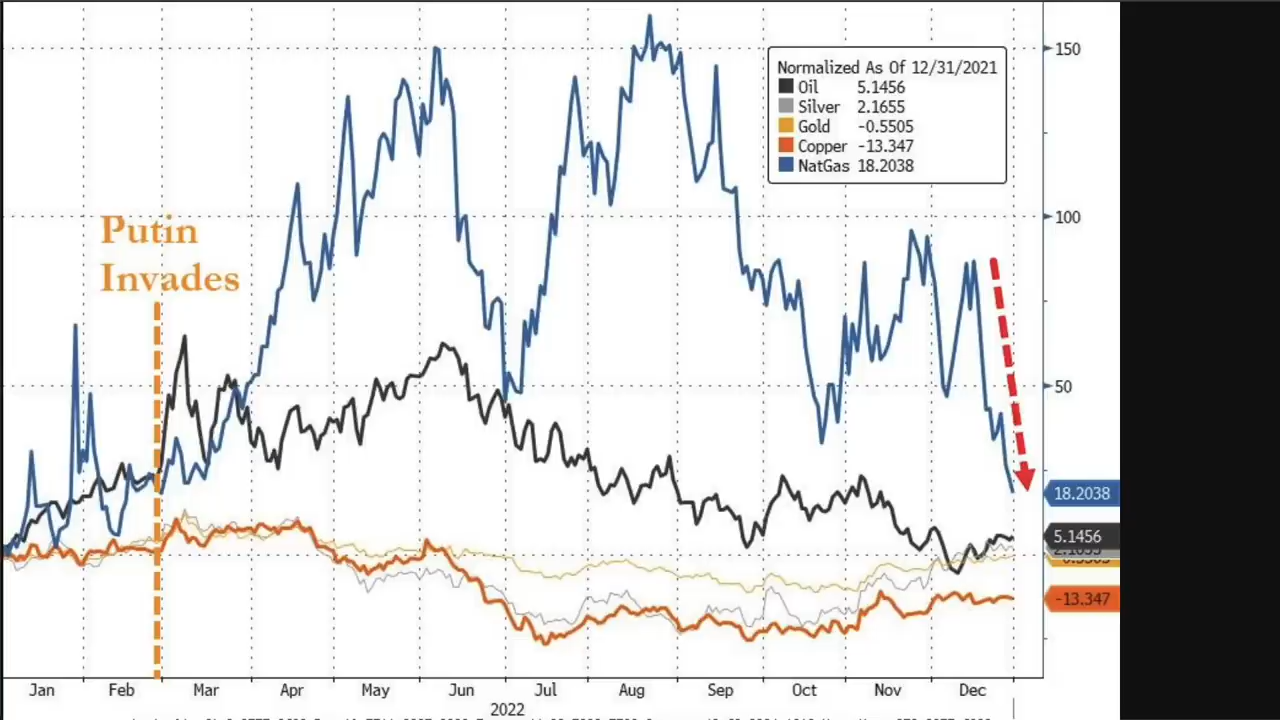 150
Normalized As Of 12/31/2021
Oil 5.1456
Silver 2.1655
Gold -0.5505
Copper -13.347
NatGas 18.2038
100
Putin
Invades
50
18.2038
5.1456
-13.347
Jan Feb Mar Apr May Jun Jul Aug Sep Oct Nov Dec
2022